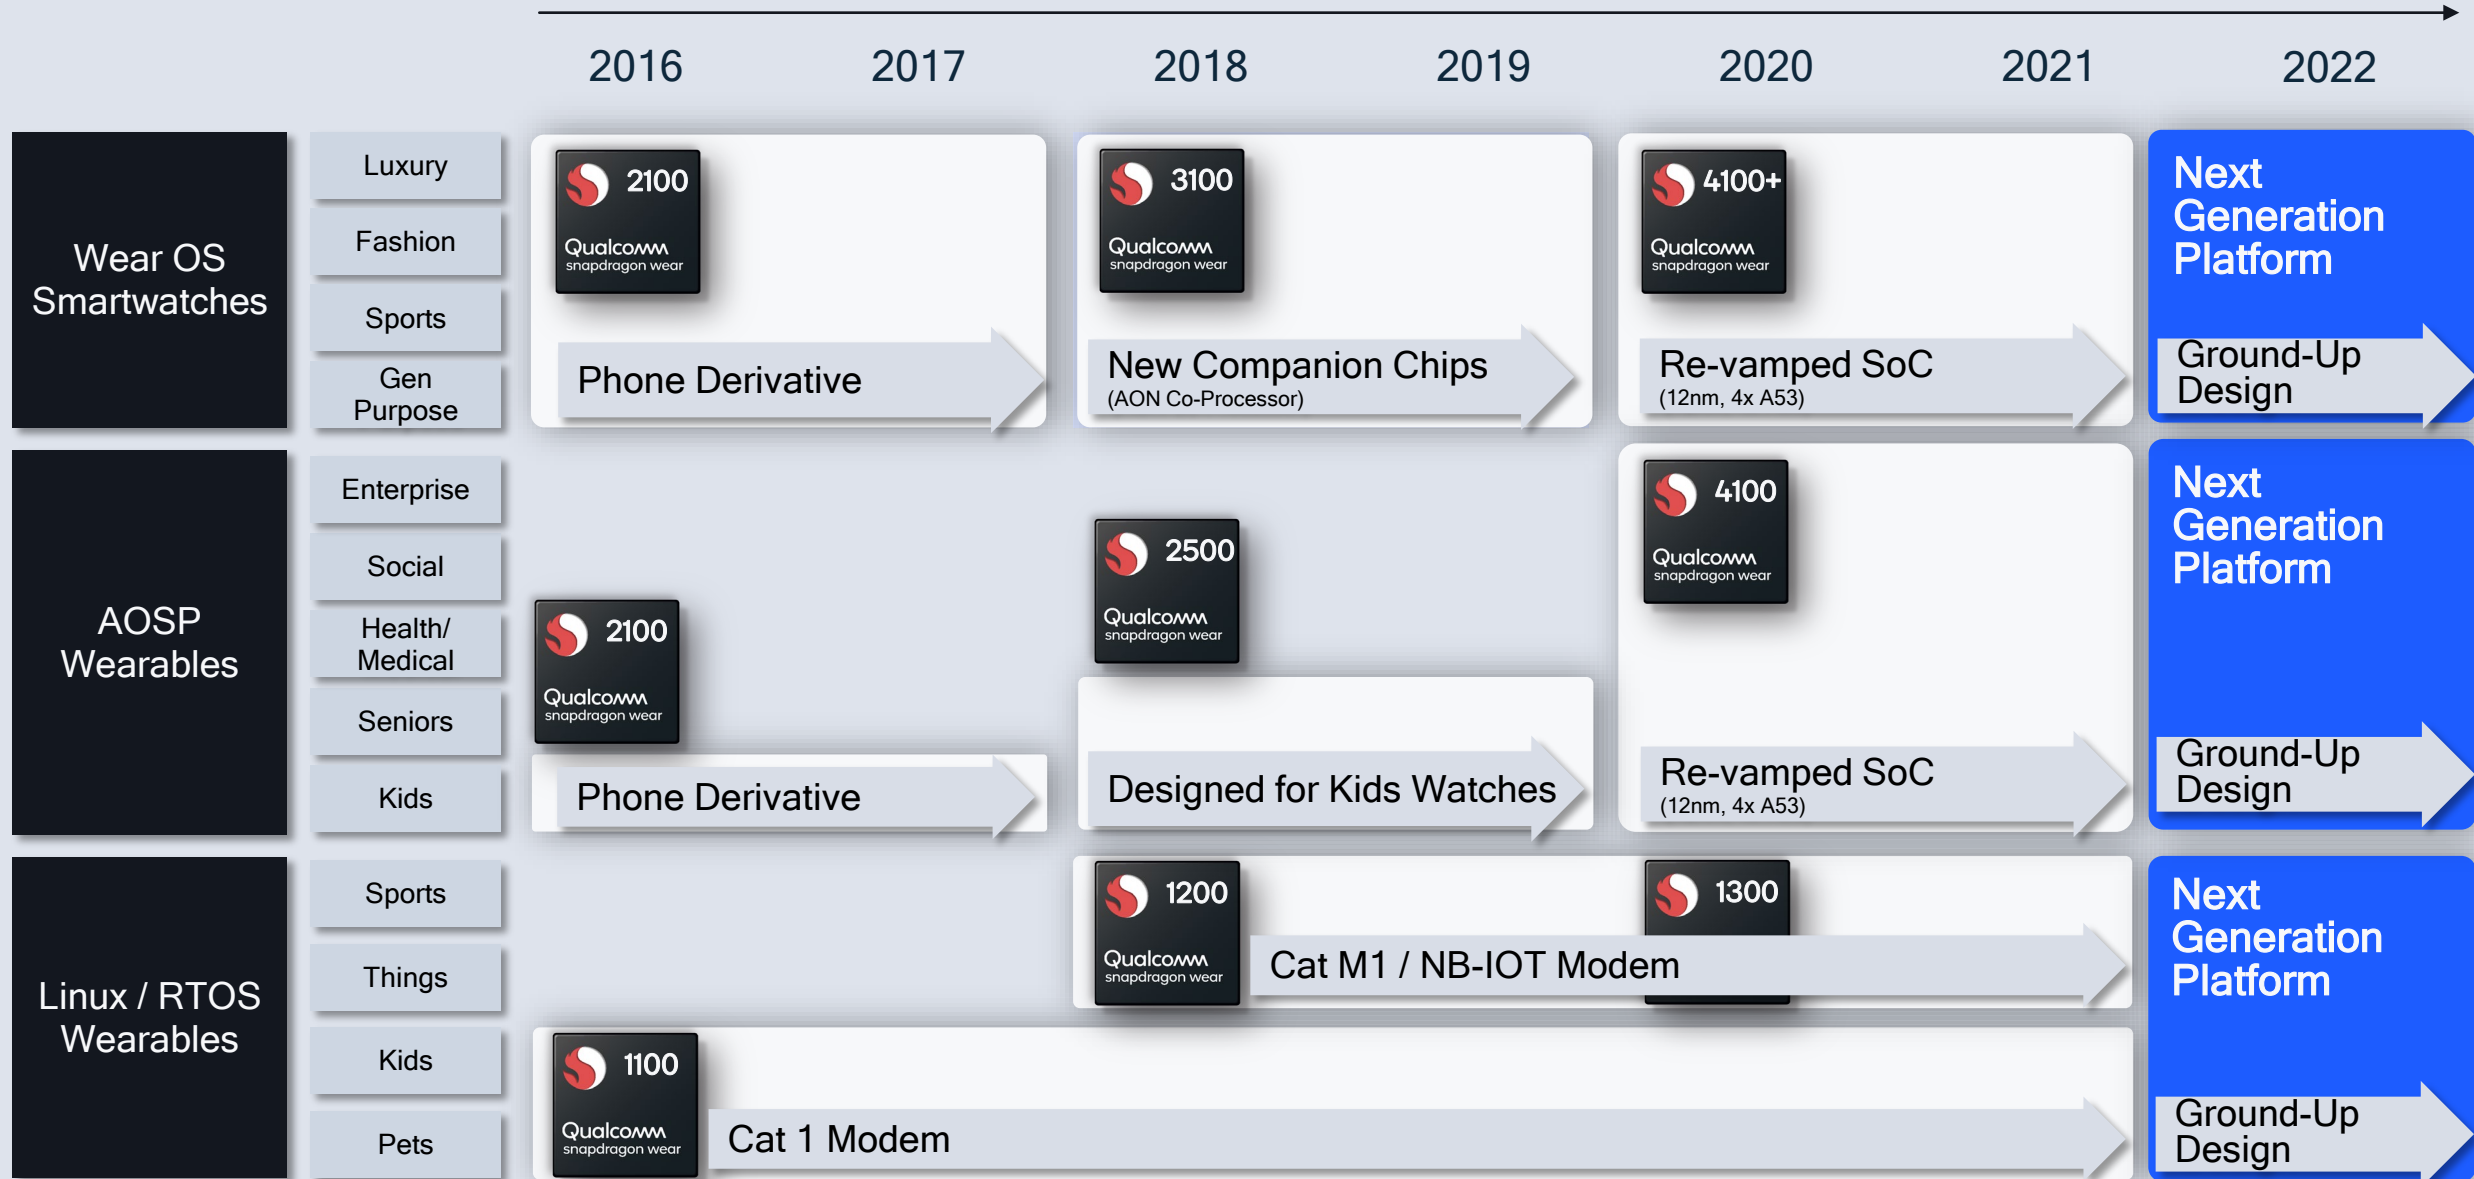 2016 2017 2018 2019 2020 2021 2022
Wear OS
Smartwatches
Luxury
Fashion
Sports
Gen
Purpose
2100
Qualcomm
snapdragon wear
Phone Derivative
3100
Qualcomm
snapdragon wear
New Companion Chips
(AON Co-Processor)
4100+
Qualcomm
snapdragon wear
Re-vamped SoC
(12nm, 4x A53)
Next
Generation
Platform
Ground-Up
Design
AOSP
Wearables
Enterprise
Social
Health/
Medical
Seniors
Kids
2100
Qualcomm
snapdragon wear
Phone Derivative
2500
Qualcomm
snapdragon wear
Designed for Kids Watches
4100
Qualcomm
snapdragon wear
Re-vamped SoC
(12nm, 4x A53)
Next
Generation
Platform
Ground-Up
Design
Linux / RTOS
Wearables
Sports
Things
Kids
Pets
1200
Qualcomm
snapdragon wear
Cat M1 / NB-IOT Modem
1300
1100
Qualcomm
snapdragon wear
Cat 1 Modem
Next
Generation
Platform
Ground-Up
Design